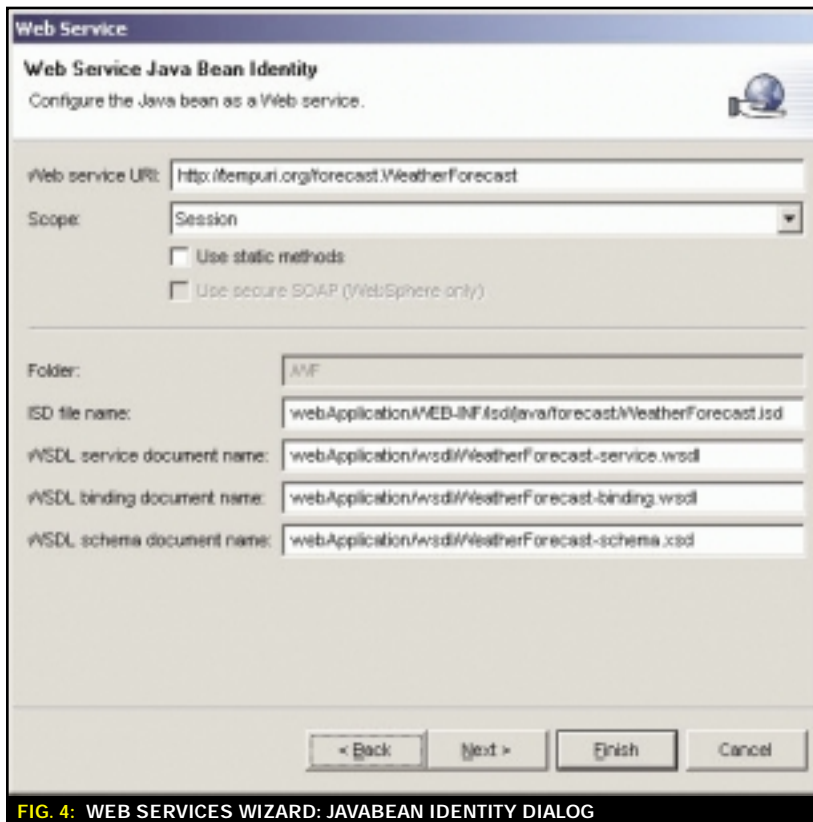 Web Service
Web Service Java Bean Identity
Configure the Java bean as a Web service.
Web service URI: http://tempuri.org/forecast.WeatherForecast
Scope: Session
Use static methods
Use secure SOAP (WebSphere only)
Folder: /WF
ISD file name: webApplication/WEB-INF/isd/java/forecast/WeatherForecast.isd
WSDL service document name: webApplication/wsdl/WeatherForecast-service.wsdl
WSDL binding document name: webApplication/wsdl/WeatherForecast-binding.wsdl
WSDL schema document name: webApplication/wsdl/WeatherForecast-schema.xsd
< Back Next > Finish Cancel
FIG. 4: WEB SERVICES WIZARD: JAVABEAN IDENTITY DIALOG